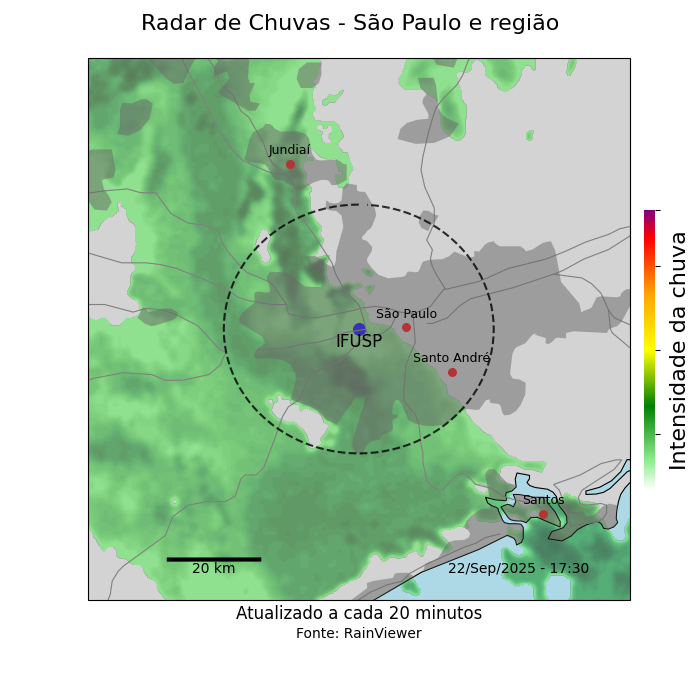 Radar de Chuvas - São Paulo e região
Jundiaí
São Paulo
IFUSP
Santo André
Santos
20 km
22/Sep/2025 - 17:30
Intensidade da chuva
Atualizado a cada 20 minutos
Fonte: RainViewer